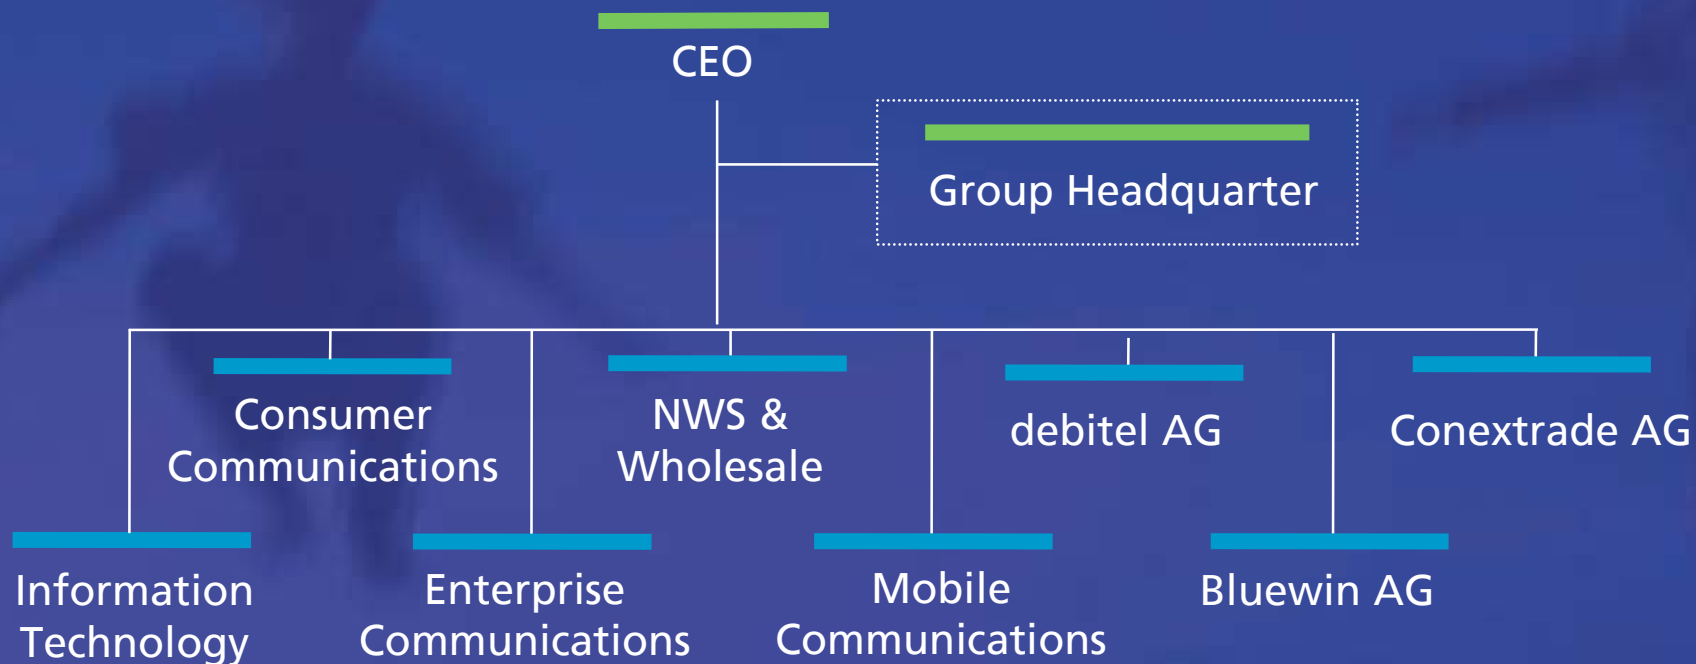 CEO
Group Headquarter
Consumer
Communications
NWS &
Wholesale
debitel AG
Conextrade AG
Information
Technology
Enterprise
Communications
Mobile
Communications
Bluewin AG